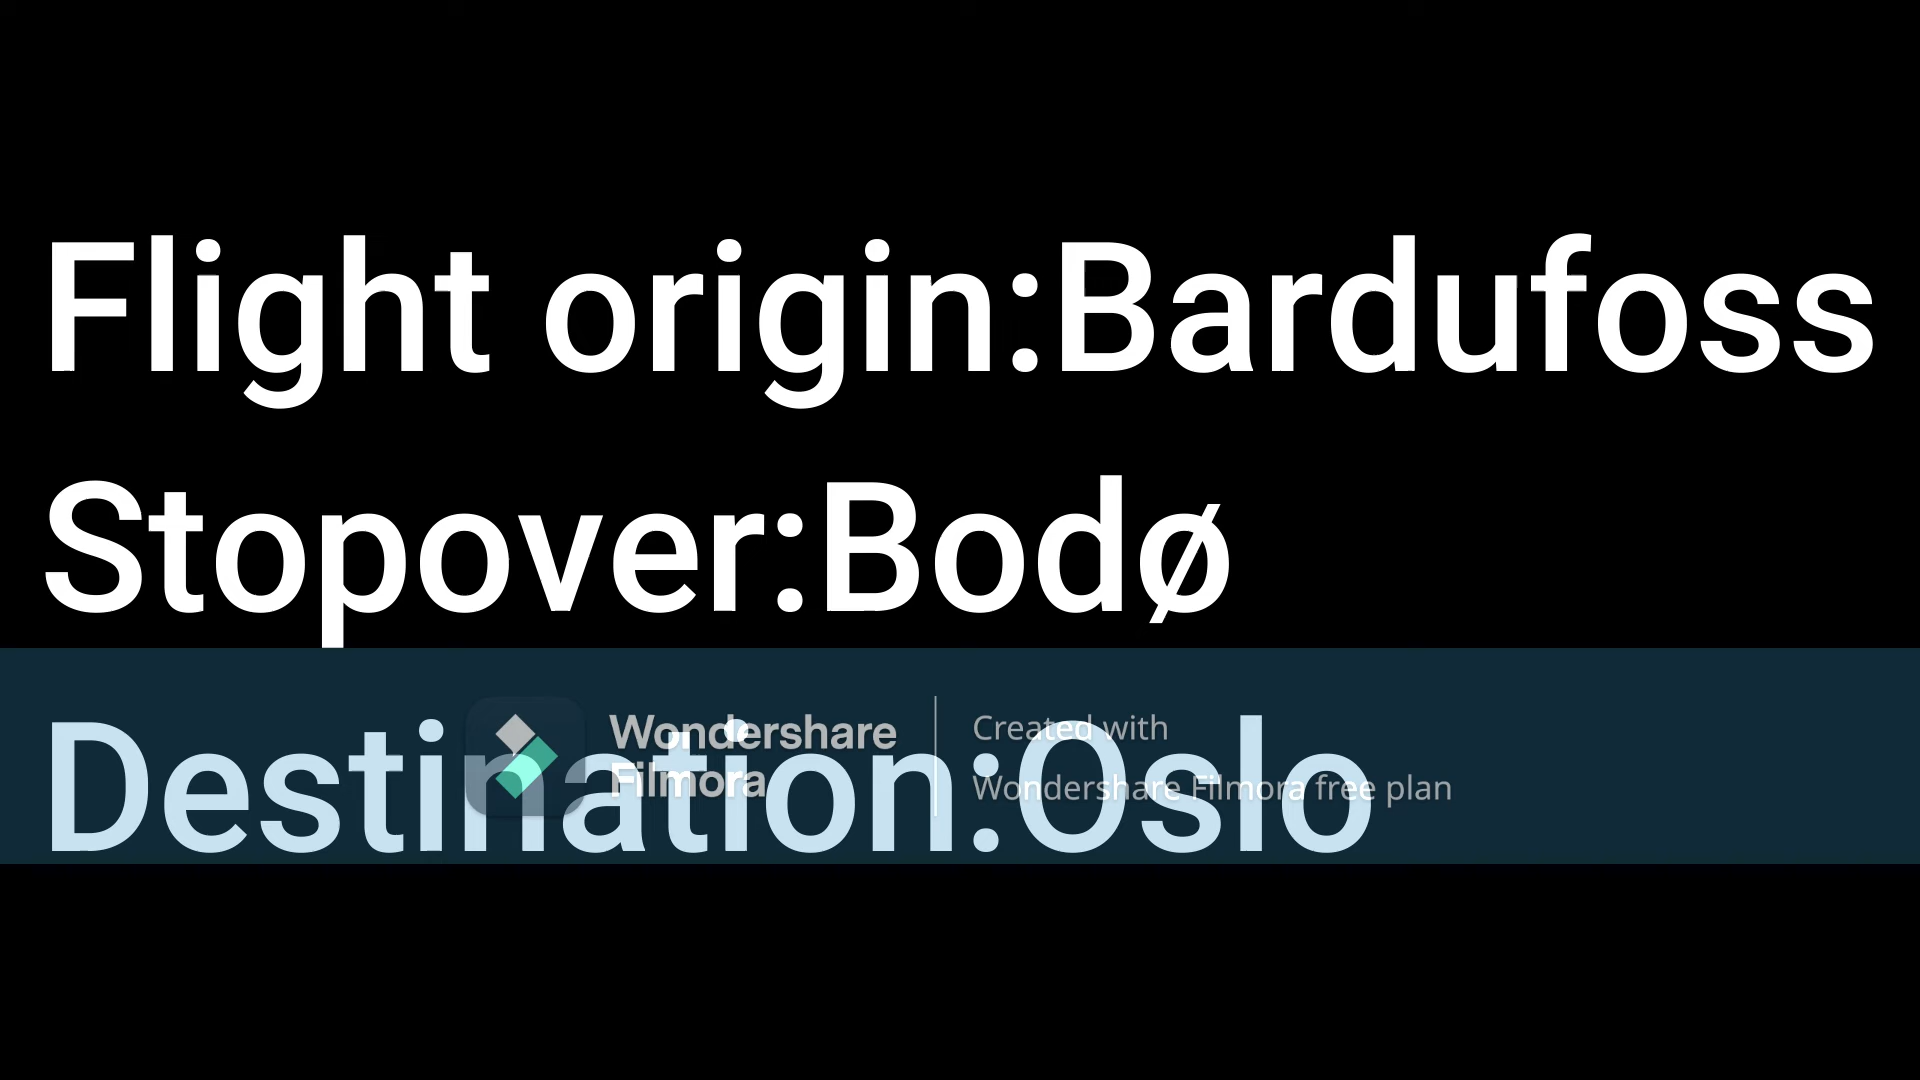 Flight origin:Bardufoss
Stopover:Bodø
Destination:Oslo
Wondershare
Filmora
Created with
Wondershare Filmora free plan